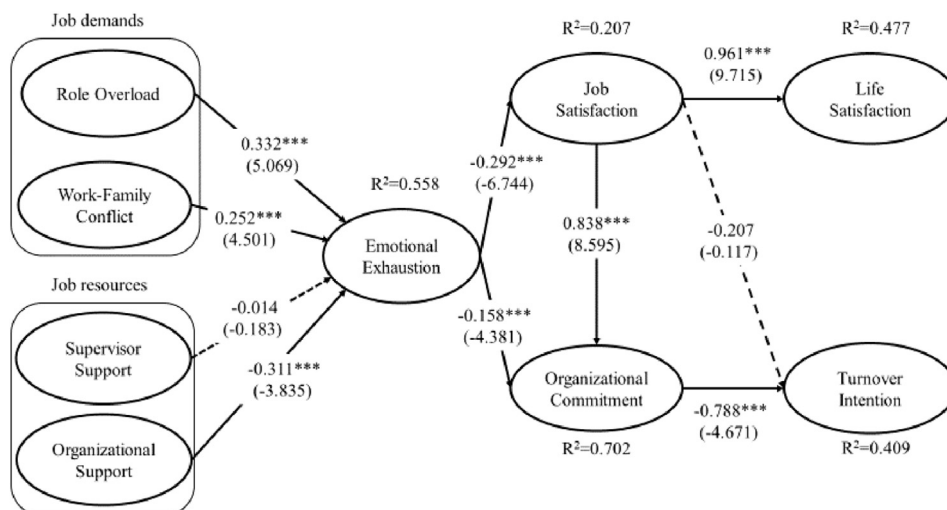 Job demands
Role Overload
Work-Family
Conflict
Job resources
Supervisor
Support
Organizational
Support
0.332***
(5.069)
0.252***
(4.501)
-0.014
(-0.183)
-0.311***
(-3.835)
R²=0.558
Emotional
Exhaustion
-0.292***
(-6.744)
-0.158***
(-4.381)
R²=0.207
Job
Satisfaction
0.838***
(8.595)
Organizational
Commitment
R²=0.702
0.961***
(9.715)
-0.207
(-0.117)
-0.788***
(-4.671)
R²=0.477
Life
Satisfaction
Turnover
Intention
R²=0.409